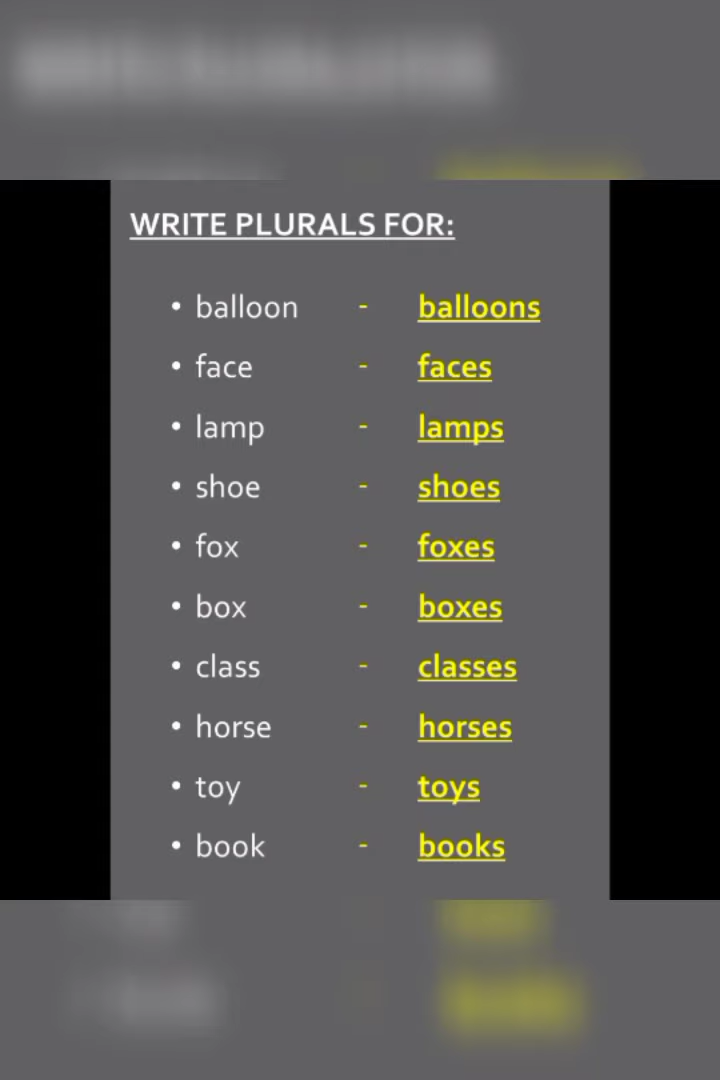 WRITE PLURALS FOR:
• balloon - balloons
• face - faces
• lamp - lamps
• shoe - shoes
• fox - foxes
• box - boxes
• class - classes
• horse - horses
• toy - toys
• book - books